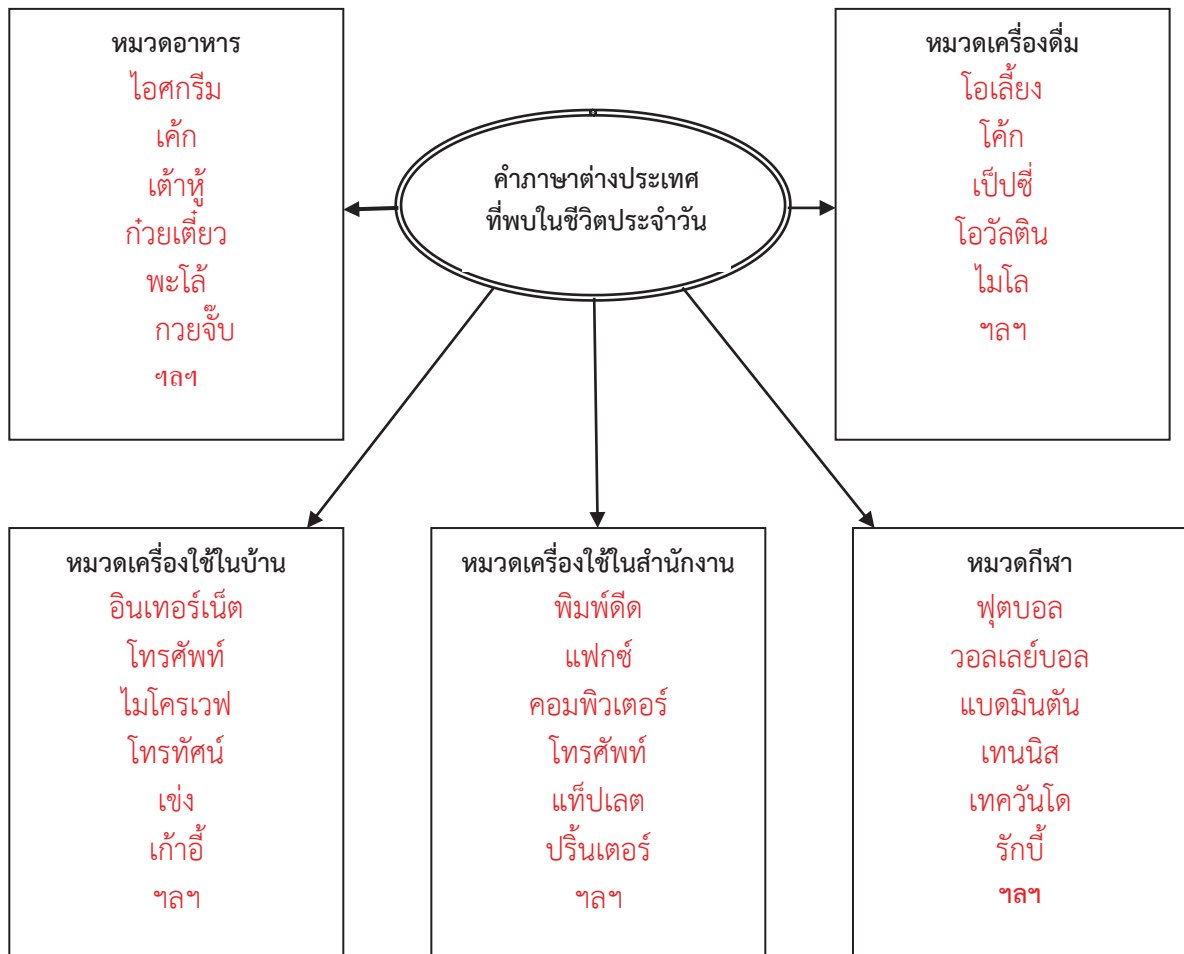 หมวดอาหาร
ไอศกรีม
เค้ก
เต้าหู้
ก๋วยเตี๋ยว
พะโล้
กวยจั๊บ
ฯลฯ
คำภาษาต่างประเทศ
ที่พบในชีวิตประจำวัน
หมวดเครื่องดื่ม
โอเลี้ยง
โค้ก
เป็ปซี่
โอวัลติน
ไมโล
ฯลฯ
หมวดเครื่องใช้ในบ้าน
อินเทอร์เน็ต
โทรศัพท์
ไมโครเวฟ
โทรทัศน์
เข่ง
เก้าอี้
ฯลฯ
หมวดเครื่องใช้ในสำนักงาน
พิมพ์ดีด
แฟกซ์
คอมพิวเตอร์
โทรศัพท์
แท็ปเลต
ปริ้นเตอร์
ฯลฯ
หมวดกีฬา
ฟุตบอล
วอลเลย์บอล
แบดมินตัน
เทนนิส
เทควันโด
รักบี้
ฯลฯ